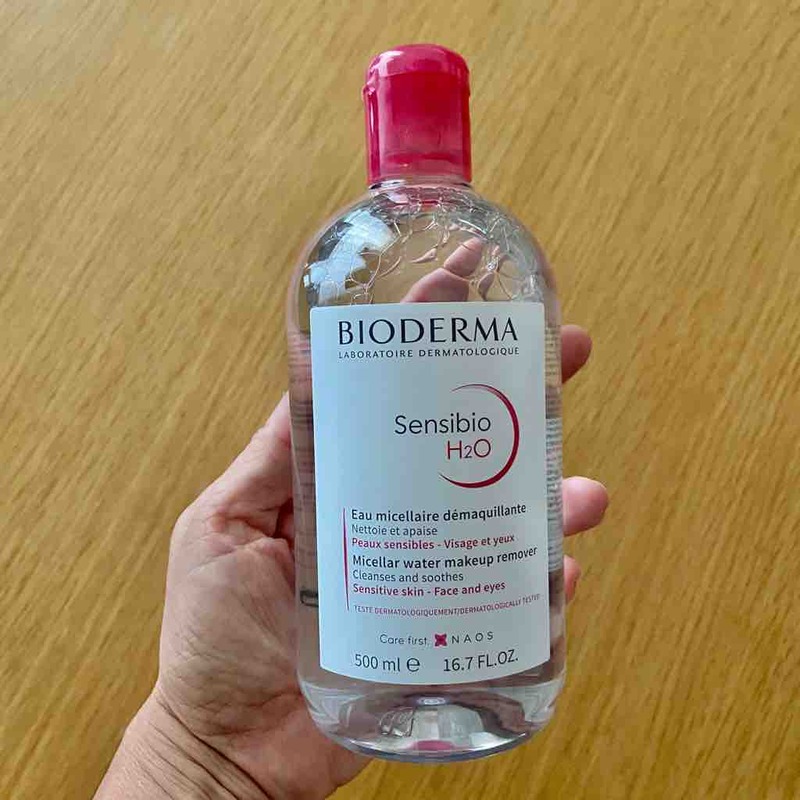 BIODERMA
LABORATOIRE DERMATOLOGIQUE
Sensibio
H2O
Eau micellaire démaquillante
Nettoie et apaise
Peaux sensibles - Visage et yeux
Micellar water makeup remover
Cleanses and soothes
Sensitive skin - Face and eyes
TESTÉ DERMATOLOGIQUEMENT/DERMATOLOGICALLY TESTED
Care first. NAOS
500 ml ℮ 16.7 FL.OZ.